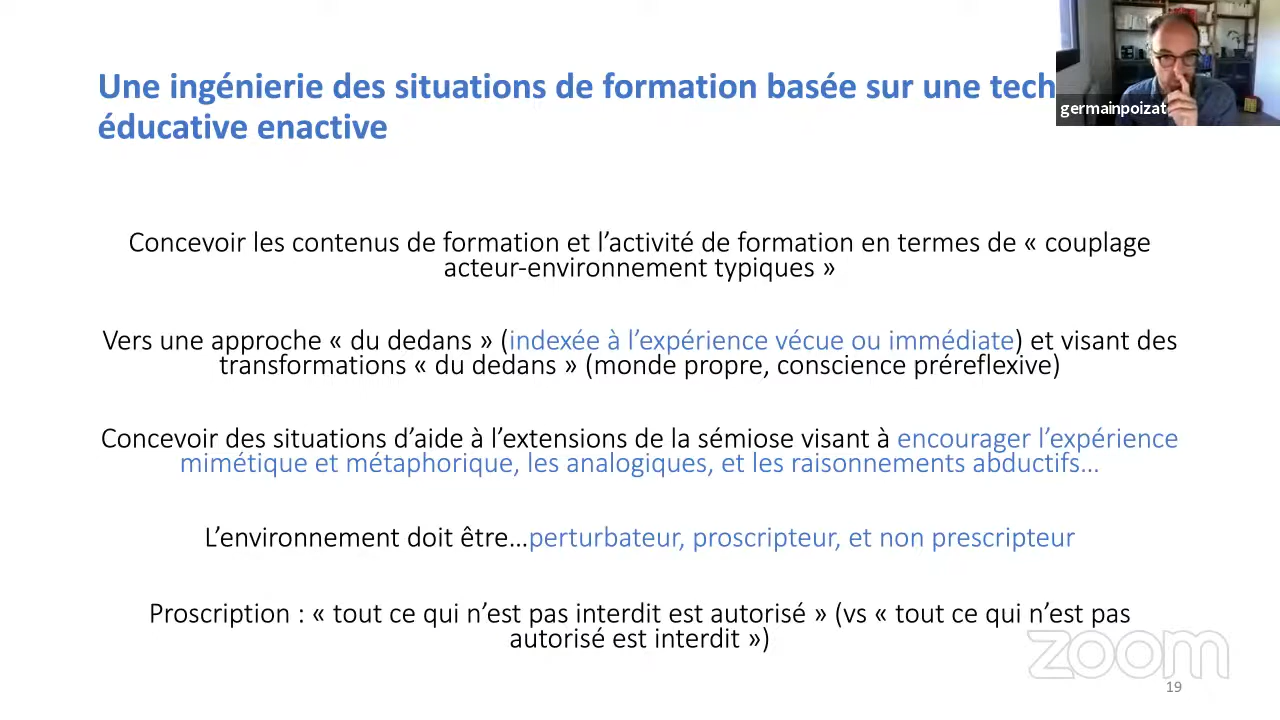 Une ingénierie des situations de formation basée sur une tech
éducative enactive
germainpoizat
Concevoir les contenus de formation et l’activité de formation en termes de « couplage
acteur-environnement typiques »
Vers une approche « du dedans » (indexée à l’expérience vécue ou immédiate) et visant des
transformations « du dedans » (monde propre, conscience préreflexive)
Concevoir des situations d’aide à l’extensions de la sémiose visant à encourager l’expérience
mimétique et métaphorique, les analogiques, et les raisonnements abductifs…
L’environnement doit être…perturbateur, proscripteur, et non prescripteur
Proscription : « tout ce qui n’est pas interdit est autorisé » (vs « tout ce qui n’est pas
autorisé est interdit »)
zoom
19